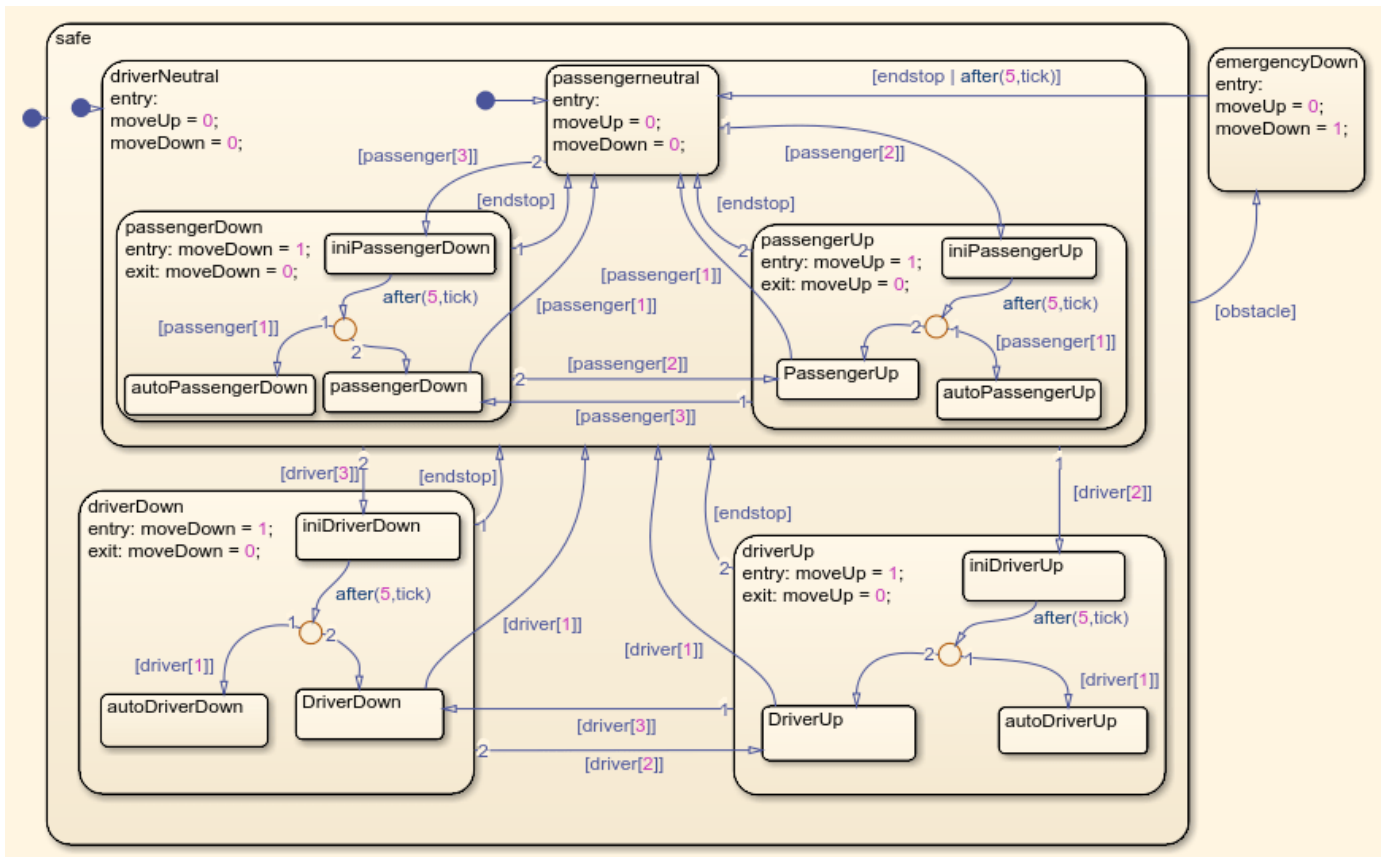 safe
driverNeutral
entry:
moveUp = 0;
moveDown = 0;
passengerneutral
entry:
moveUp = 0;
moveDown = 0;
[endstop | after(5,tick)]
emergencyDown
entry:
moveUp = 0;
moveDown = 1;
1
[passenger[2]]
[passenger[3]]
2
[endstop]
[endstop]
passengerDown
entry: moveDown = 1;
exit: moveDown = 0;
iniPassengerDown
1
after(5,tick)
[passenger[1]]
1
2
autoPassengerDown
passengerDown
[passenger[1]]
[passenger[1]]
2
passengerUp
entry: moveUp = 1;
exit: moveUp = 0;
iniPassengerUp
after(5,tick)
2
1
[passenger[1]]
PassengerUp
autoPassengerUp
[obstacle]
2
[passenger[2]]
1
[passenger[3]]
[driver[3]]
2
[endstop]
1
[driver[2]]
driverDown
entry: moveDown = 1;
exit: moveDown = 0;
iniDriverDown
1
after(5,tick)
1
2
[driver[1]]
autoDriverDown
DriverDown
[driver[1]]
[driver[1]]
[endstop]
2
driverUp
entry: moveUp = 1;
exit: moveUp = 0;
iniDriverUp
after(5,tick)
2
1
[driver[1]]
DriverUp
autoDriverUp
1
[driver[3]]
2
[driver[2]]